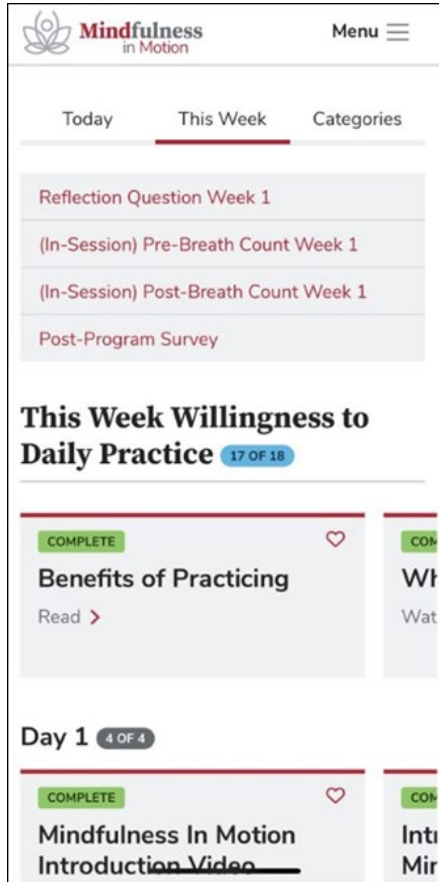 Mindfulness
in Motion
Menu
Today This Week Categories
Reflection Question Week 1
(In-Session) Pre-Breath Count Week 1
(In-Session) Post-Breath Count Week 1
Post-Program Survey
This Week Willingness to
Daily Practice 17 OF 18
COMPLETE
Benefits of Practicing
Read
Day 1 4 OF 4
COMPLETE
Mindfulness In Motion
Introduction Video